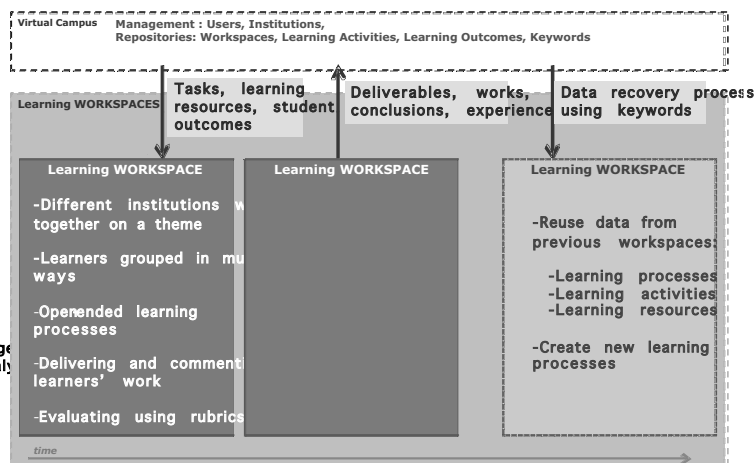 Virtual Campus
Management : Users, Institutions,
Repositories: Workspaces, Learning Activities, Learning Outcomes, Keywords
Tasks, learning
resources, student
outcomes
Deliverables, works,
conclusions, experience
Data recovery process
using keywords
Learning WORKSPACES
Learning WORKSPACE
-Different institutions w
together on a theme
-Learners grouped in mu
ways
-Openended learning
processes
-Delivering and commenti
learners' work
-Evaluating using rubrics
Learning WORKSPACE
Learning WORKSPACE
-Reuse data from
previous workspaces:
-Learning processes
-Learning activities
-Learning resources
-Create new learning
processes
time